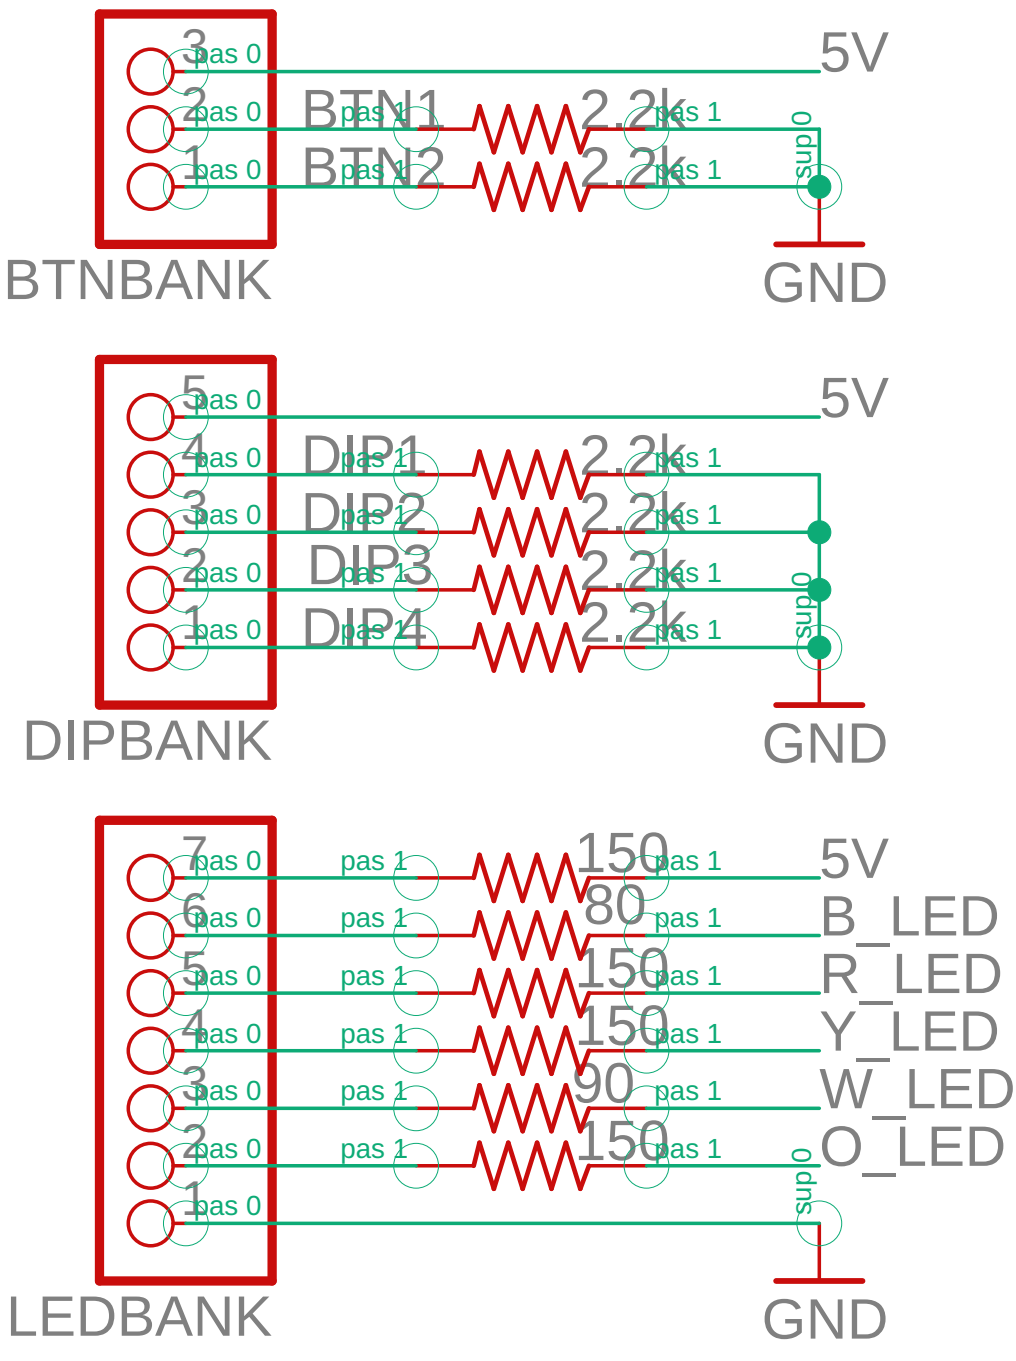 3 pas 0 5V
2 pas 0 BTN1 pas 1 2.2k pas 1 sup 0
1 pas 0 BTN2 pas 1 2.2k pas 1
BTNBANK GND
5 pas 0 5V
4 pas 0 DIP1 pas 1 2.2k pas 1
3 pas 0 DIP2 pas 1 2.2k pas 1
2 pas 0 DIP3 pas 1 2.2k pas 1 sup 0
1 pas 0 DIP4 pas 1 2.2k pas 1
DIPBANK GND
7 pas 0 pas 1 150 pas 1 5V
6 pas 0 pas 1 80 pas 1 B_LED
5 pas 0 pas 1 150 pas 1 R_LED
4 pas 0 pas 1 150 pas 1 Y_LED
3 pas 0 pas 1 90 pas 1 W_LED
2 pas 0 pas 1 150 pas 1 O_LED
1 pas 0 sup 0
LEDBANK GND